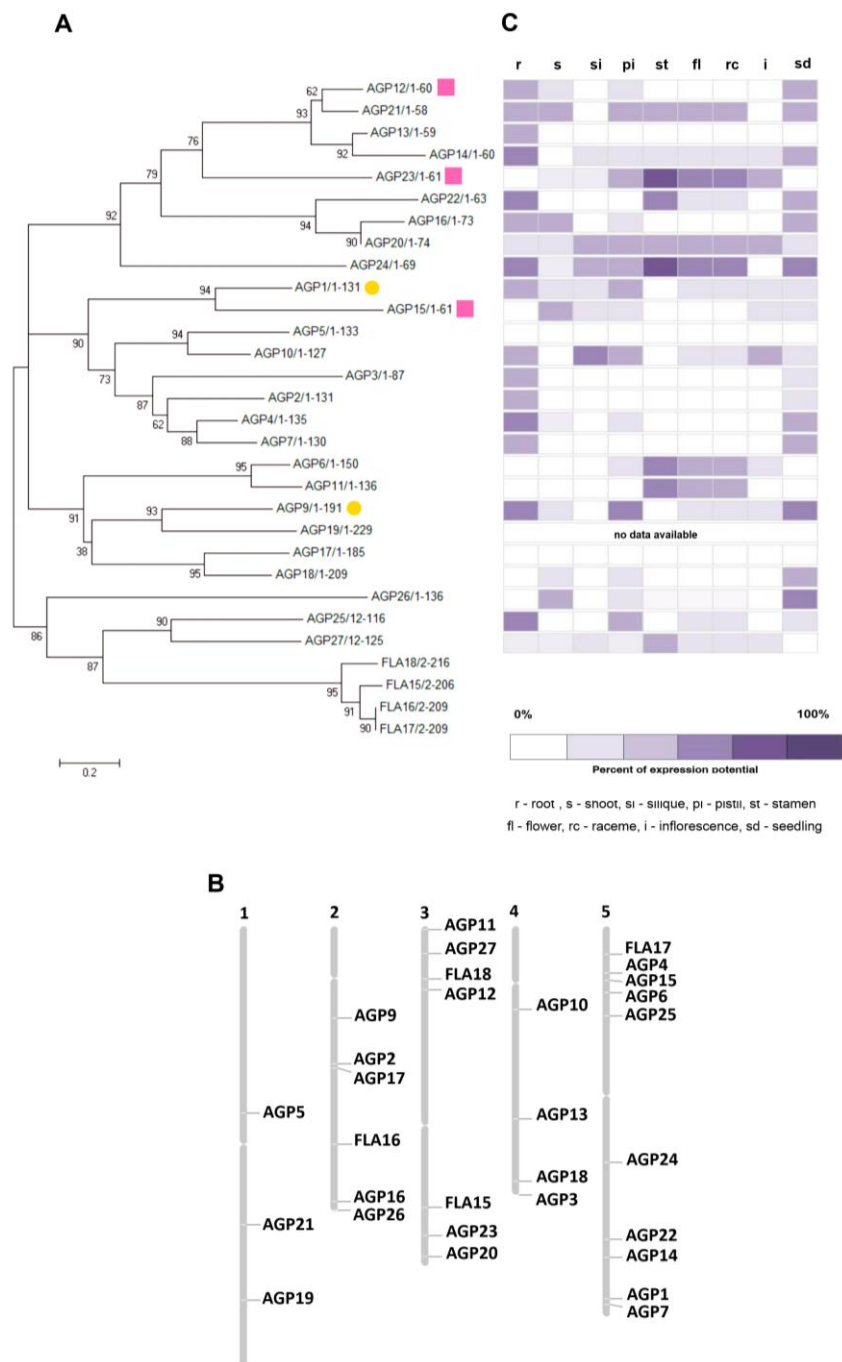 A
C
r s si pi st fl rc i sd
62
AGP12/1-60
93
AGP21/1-58
76
AGP13/1-59
92
AGP14/1-60
79
AGP23/1-61
92
AGP22/1-63
94
AGP16/1-73
90
AGP20/1-74
AGP24/1-69
94
AGP1/1-131
AGP15/1-61
90
94
AGP5/1-133
73
AGP10/1-127
AGP3/1-87
87
AGP2/1-131
62
AGP4/1-135
88
AGP7/1-130
95
AGP6/1-150
AGP11/1-136
91
93
AGP9/1-191
AGP19/1-229
no data available
38
AGP17/1-185
95
AGP18/1-209
AGP26/1-136
86
90
AGP25/12-116
87
AGP27/12-125
FLA18/2-216
95
FLA15/2-206
91
FLA16/2-209
90
FLA17/2-209
0.2
0% 100%
Percent of expression potential
r - root , s - shoot, si - silique, pi - pistil, st - stamen
fl - flower, rc - raceme, i - inflorescence, sd - seedling
B
1 2 3 4 5
AGP5
AGP21
AGP19
AGP9
AGP2
AGP17
FLA16
AGP16
AGP26
AGP11
AGP27
FLA18
AGP12
FLA15
AGP23
AGP20
AGP10
AGP13
AGP18
AGP3
FLA17
AGP4
AGP15
AGP6
AGP25
AGP24
AGP22
AGP14
AGP1
AGP7